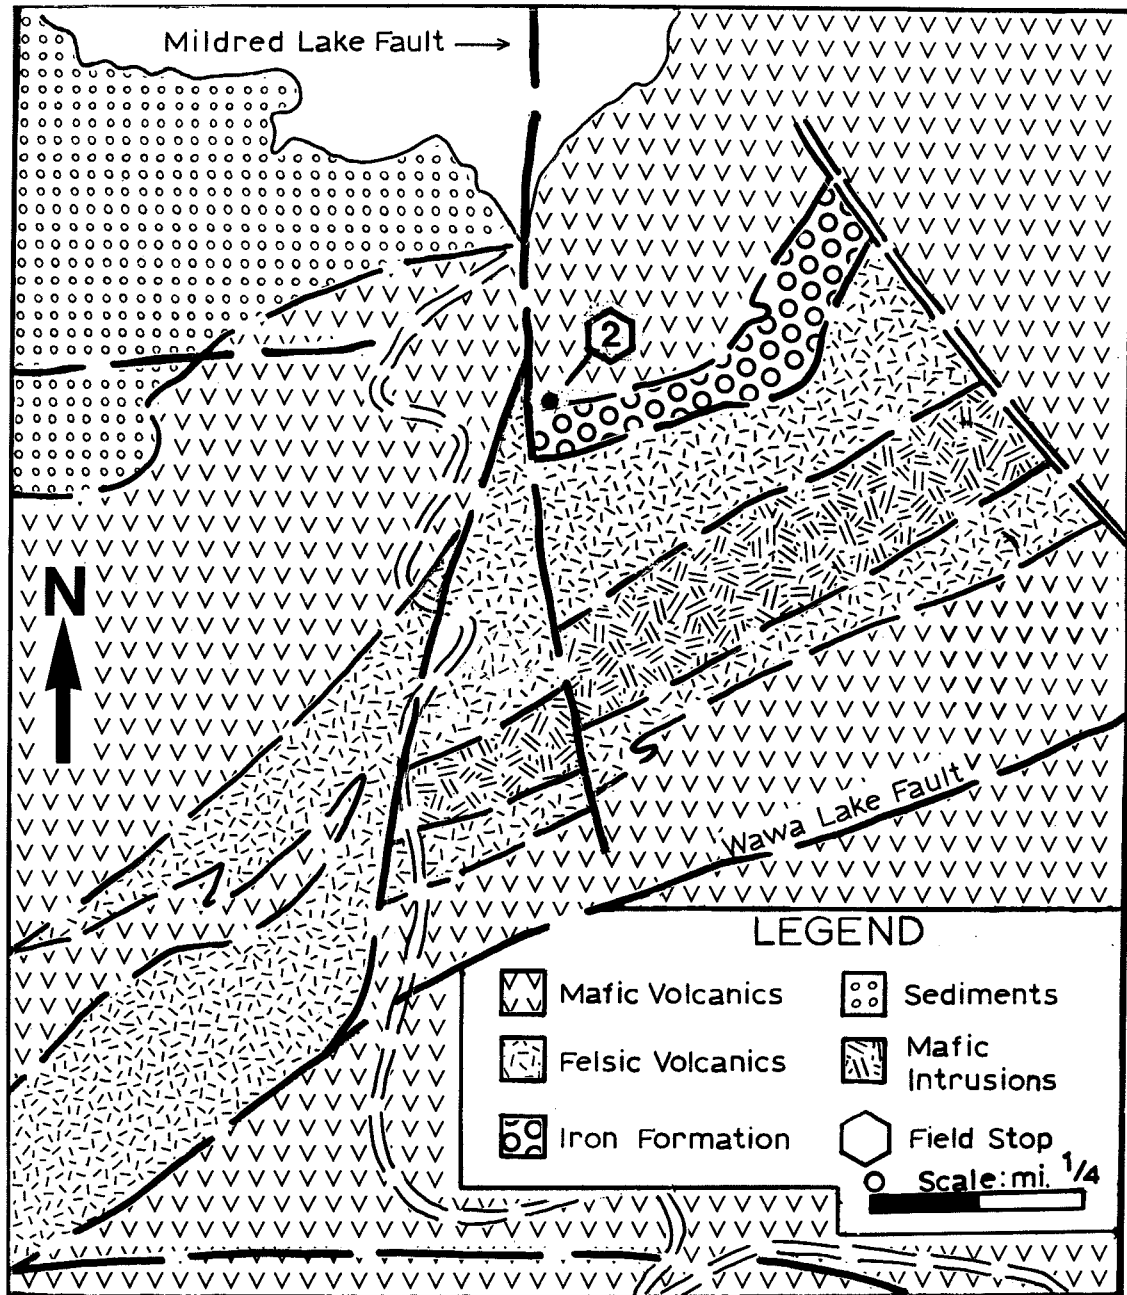 Mildred Lake Fault
2
N
Wawa Lake Fault
LEGEND
Mafic Volcanics
Sediments
Felsic Volcanics
Mafic
Intrusions
Iron Formation
Field Stop
O Scale: mi. 1/4